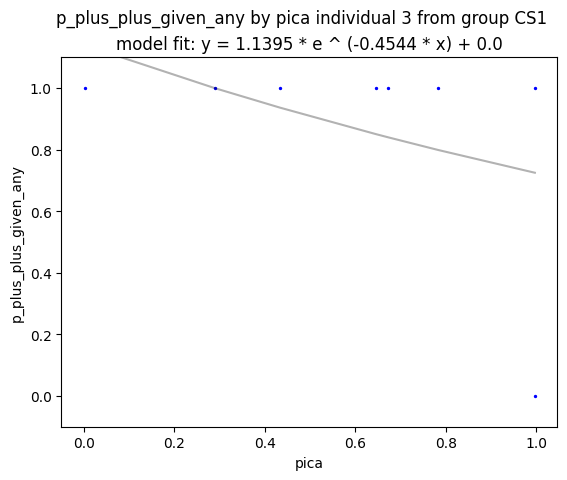 p_plus_plus_given_any by pica individual 3 from group CS1
model fit: y = 1.1395 * e ^ (-0.4544 * x) + 0.0
1.0
0.8
0.6
0.4
0.2
0.0
p_plus_plus_given_any
0.0 0.2 0.4 0.6 0.8 1.0
pica